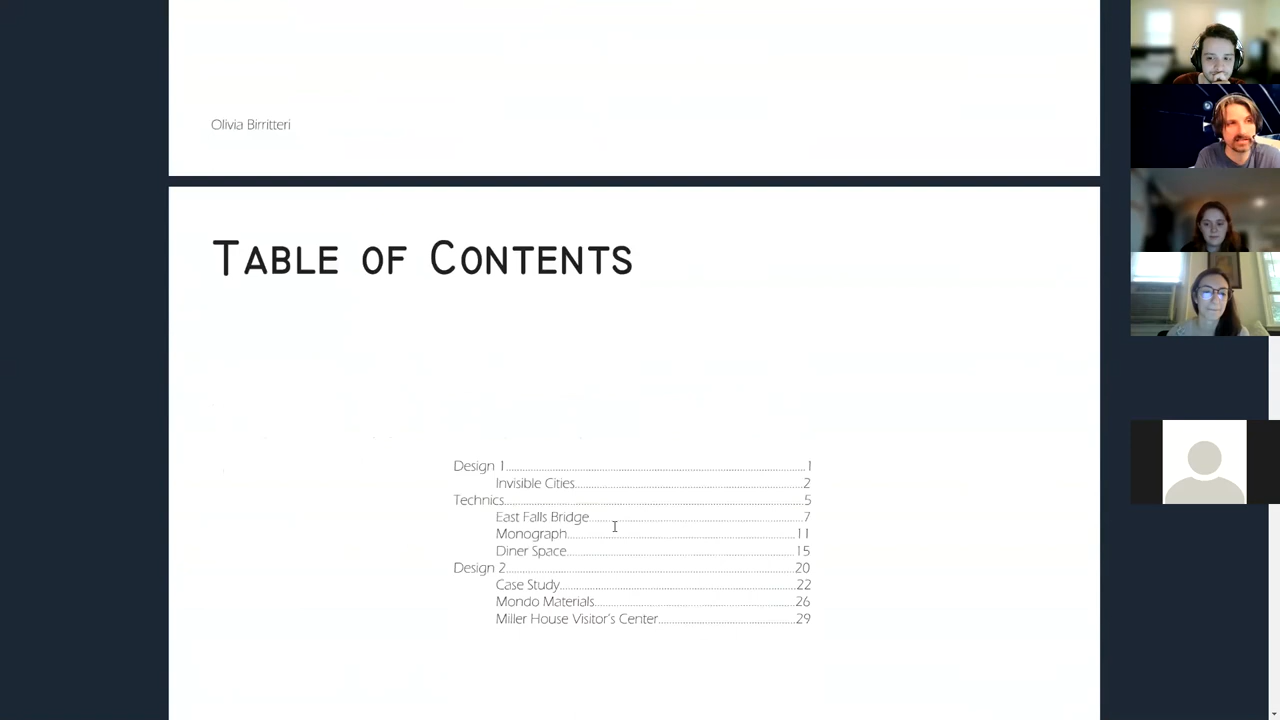 Olivia Birritteri
Table of Contents
Design 1........1
Invisible Cities........2
Technics........5
East Falls Bridge........7
Monograph........11
Diner Space........15
Design 2........20
Case Study........22
Mondo Materials........26
Miller House Visitor's Center........29